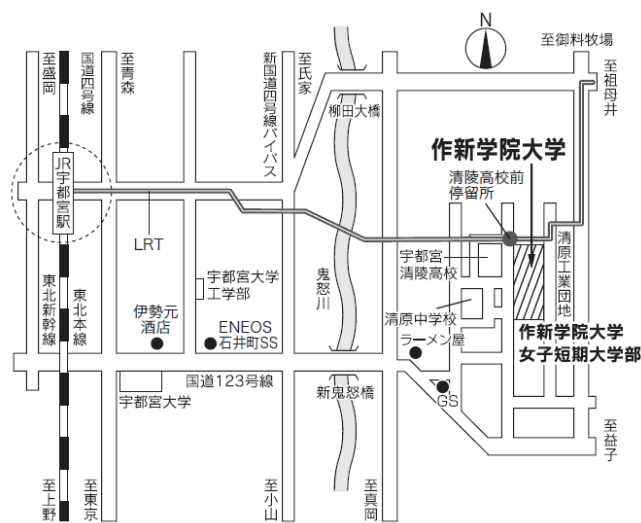 N
至御料牧場
至盛岡
国道四号線
至青森
新国道四号線バイパス
至氏家
至祖母井
柳田大橋
作新学院大学
清陵高校前
停留所
JR宇都宮駅
LRT
宇都宮
清陵高校
清原工業団地
宇都宮大学
工学部
鬼怒川
東北新幹線
東北本線
伊勢元
酒店
ENEOS
石井町SS
清原中学校
ラーメン屋
作新学院大学
女子短期大学部
国道123号線
宇都宮大学
新鬼怒橋
GS
至上野
至東京
至小山
至真岡
至益子